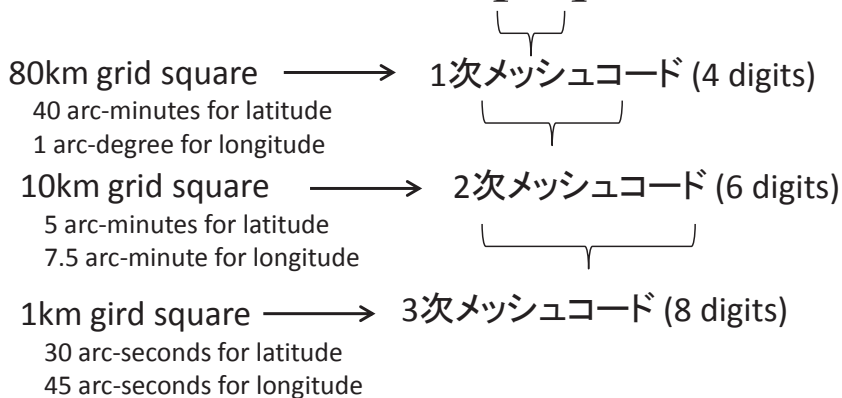 80km grid square 1次メッシュコード (4 digits)
40 arc-minutes for latitude
1 arc-degree for longitude
10km grid square 2次メッシュコード (6 digits)
5 arc-minutes for latitude
7.5 arc-minute for longitude
1km gird square 3次メッシュコード (8 digits)
30 arc-seconds for latitude
45 arc-seconds for longitude